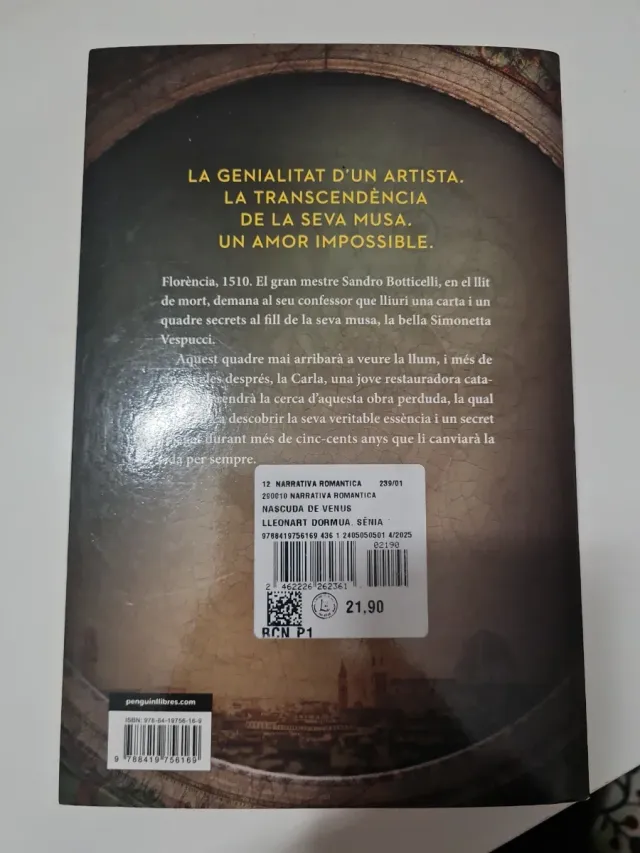 LA GENIALITAT D'UN ARTISTA.
LA TRANSCENDÈNCIA
DE LA SEVA MUSA.
UN AMOR IMPOSSIBLE.
Florència, 1510. El gran mestre Sandro Botticelli, en el llit
de mort, demana al seu confessor que lliuri una carta i un
quadre secrets al fill de la seva musa, la bella Simonetta
Vespucci.
Aquest quadre mai arribarà a veure la llum, i més de
després, la Carla, una jove restauradora cata-
la cerca d'aquesta obra perduda, la qual
descobrir la seva veritable essència i un secret
durant més de cinc-cents anys que li canviarà la
per sempre.
12 NARRATIVA ROMANTICA 239/01
290010 NARRATIVA ROMANTICA
NASCUDA DE VENUS
LLEONART DORMUA, SÈNIA
9788419756169 436 1 2405050501 4/2025
02190
2 462226 262361
21,90
BCN P1
penguinllibres.com
ISBN: 978-84-19756-16-9
9 788419 756169